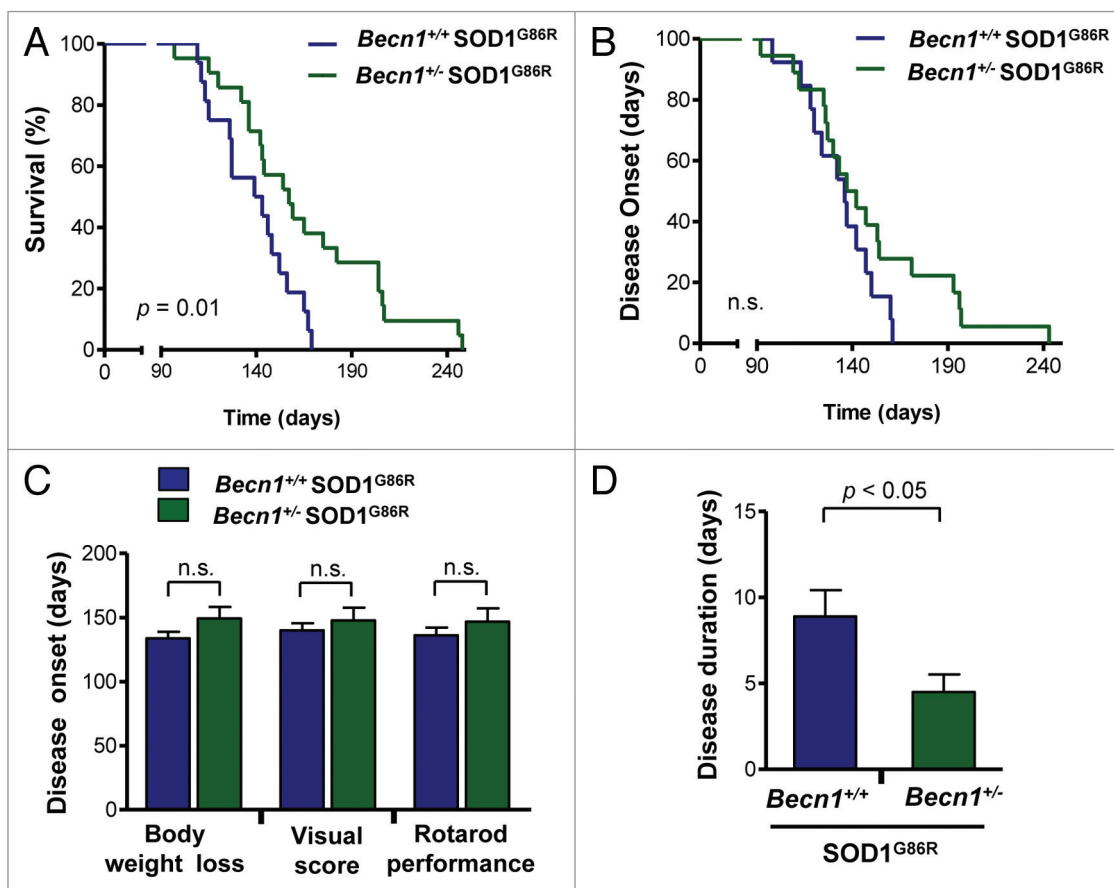 A
Becn1+/+ SOD1G86R
Becn1+/- SOD1G86R
Survival (%)
100
80
60
40
20
0
p = 0.01
0
90
140
190
240
Time (days)
B
Becn1+/+ SOD1G86R
Becn1+/- SOD1G86R
Disease Onset (days)
100
80
60
40
20
0
n.s.
0
90
140
190
240
Time (days)
C
Becn1+/+ SOD1G86R
Becn1+/- SOD1G86R
Disease onset (days)
200
150
100
50
0
n.s.
n.s.
n.s.
Body
weight loss
Visual
score
Rotarod
performance
D
p < 0.05
Disease duration (days)
15
10
5
0
Becn1+/+
Becn1+/-
SOD1G86R